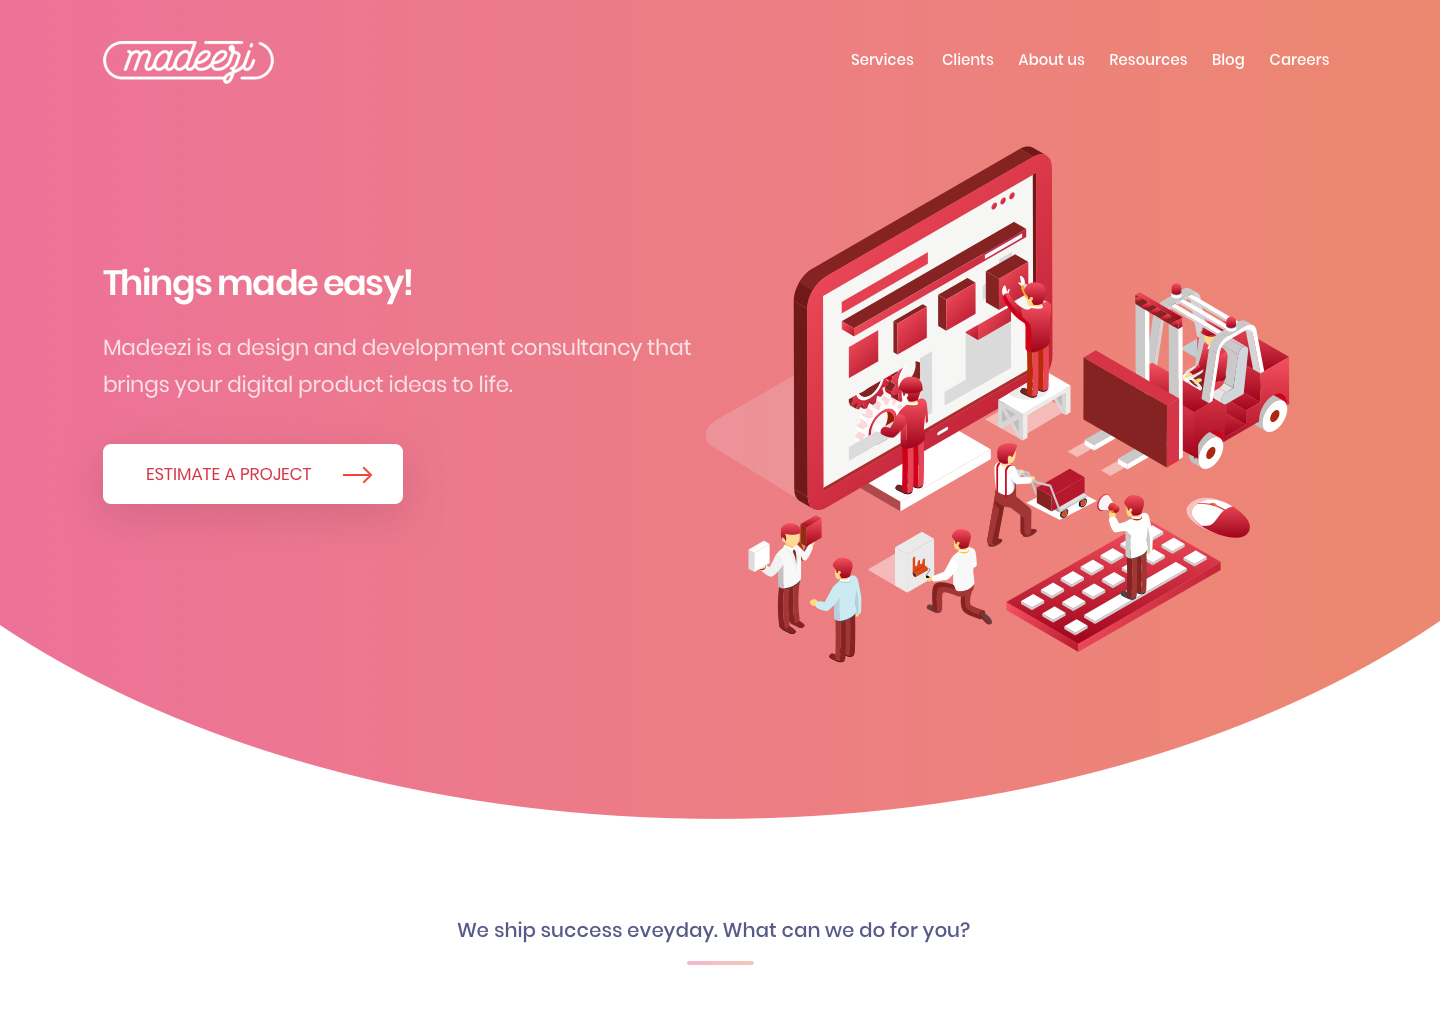 madeezi
Services Clients About us Resources Blog Careers
Things made easy!
Madeezi is a design and development consultancy that
brings your digital product ideas to life.
ESTIMATE A PROJECT
We ship success eveyday. What can we do for you?